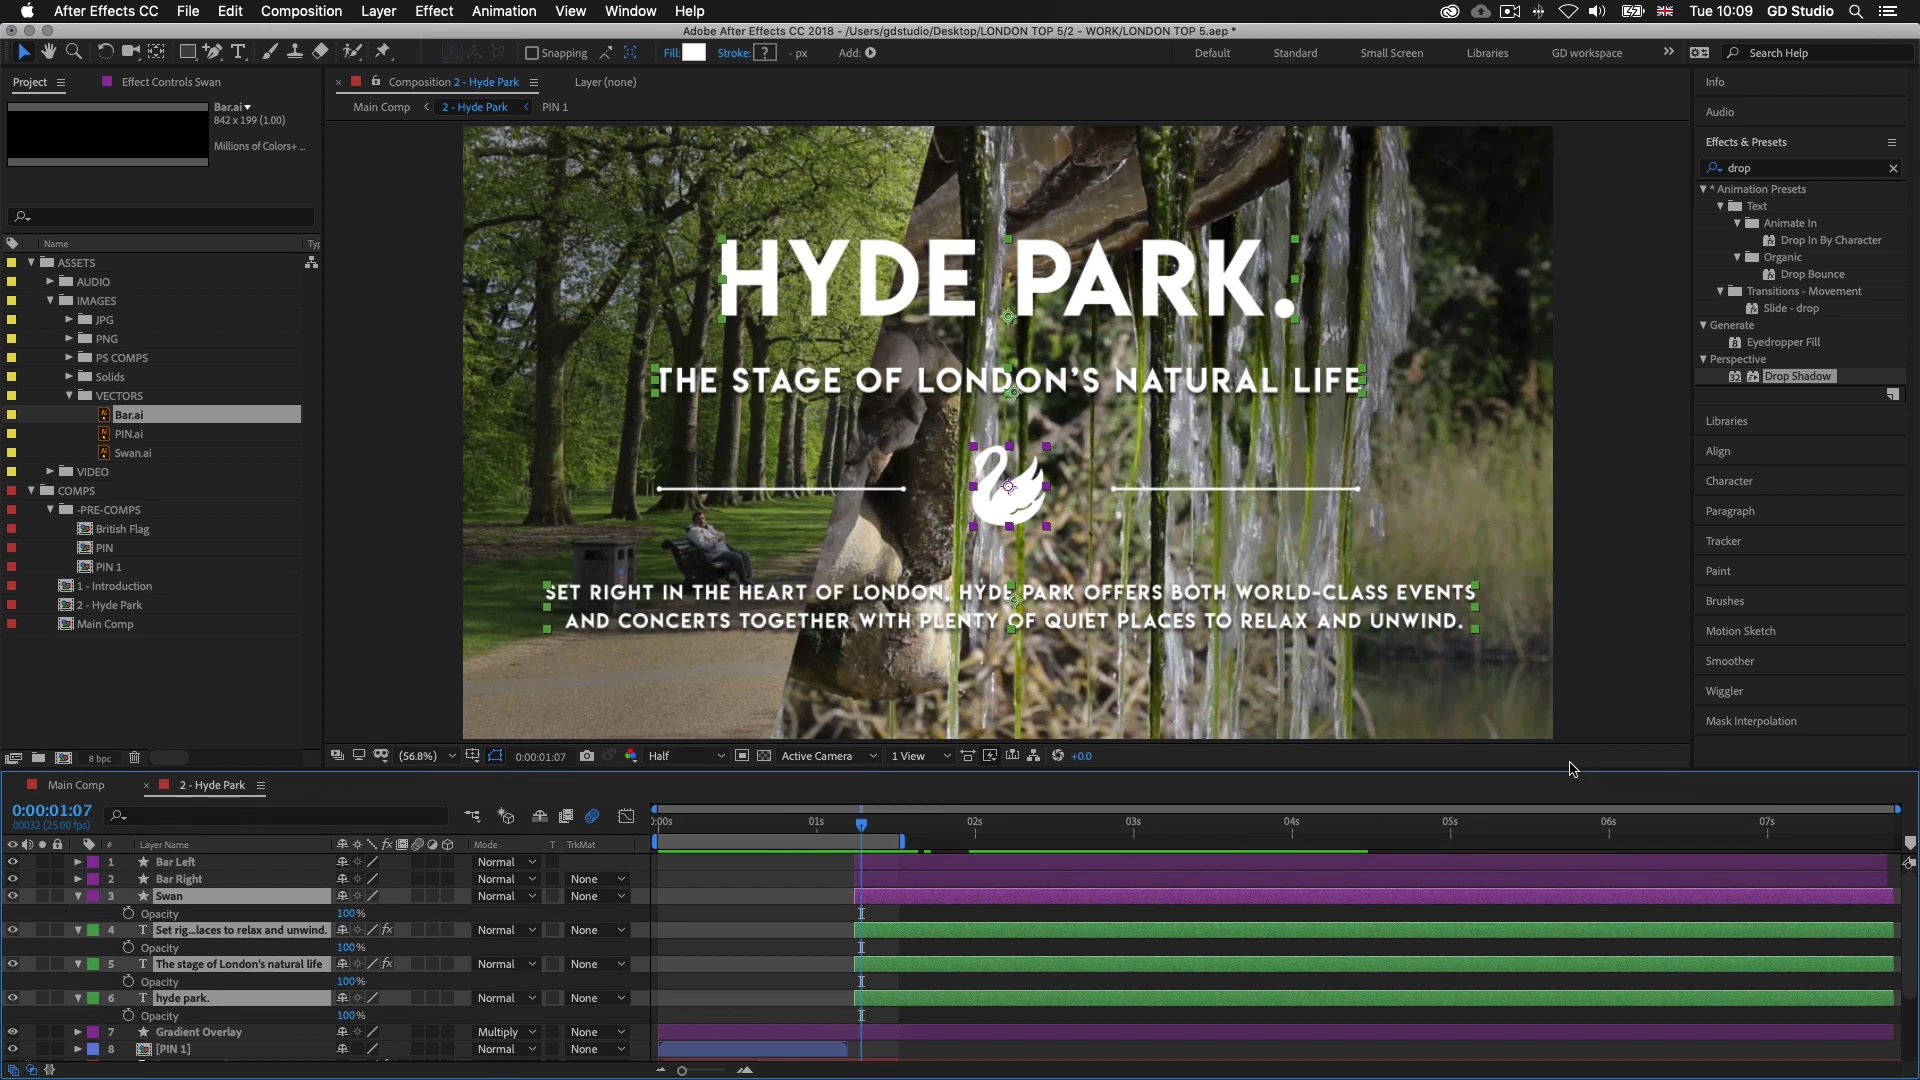 After Effects CC File Edit Composition Layer Effect Animation View Window Help Tue 10:09 GD Studio
Adobe After Effects CC 2018 - /Users/gdstudio/Desktop/LONDON TOP 5/2 - WORK/LONDON TOP 5.aep *
Snapping Fill: Stroke: ? - px Add: Default Standard Small Screen Libraries GD workspace Search Help
Project Effect Controls Swan Composition 2 - Hyde Park Layer (none) Info
Bar.ai
842 x 199 (1.00)
Millions of Colors+ ...
Main Comp 2 - Hyde Park PIN 1
Audio
Effects & Presets
drop
* Animation Presets
Text
Animate In
Drop In By Character
Organic
Drop Bounce
Transitions - Movement
Slide - drop
Generate
Eyedropper Fill
Perspective
32 Drop Shadow
Libraries
Align
Character
Paragraph
Tracker
Paint
Brushes
Motion Sketch
Smoother
Wiggler
Mask Interpolation
Name Typ
ASSETS
AUDIO
IMAGES
JPG
PNG
PS COMPS
Solids
VECTORS
Bar.ai
PIN.ai
Swan.ai
VIDEO
COMPS
-PRE-COMPS
British Flag
PIN
PIN 1
1 - Introduction
2 - Hyde Park
Main Comp
8 bpc
HYDE PARK.
THE STAGE OF LONDON'S NATURAL LIFE
SET RIGHT IN THE HEART OF LONDON, HYDE PARK OFFERS BOTH WORLD-CLASS EVENTS
AND CONCERTS TOGETHER WITH PLENTY OF QUIET PLACES TO RELAX AND UNWIND.
(56.8%) 0:00:01:07 Half Active Camera 1 View +0.0
Main Comp 2 - Hyde Park
0:00:01:07
00032 (25.00 fps)
:00s 01s 02s 03s 04s 05s 06s 07s
# Layer Name fx Mode T TrkMat
1 Bar Left Normal
2 Bar Right Normal None
3 Swan Normal None
Opacity 100%
4 T Set rig...laces to relax and unwind. fx Normal None
Opacity 100%
5 T The stage of London's natural life fx Normal None
Opacity 100%
6 T hyde park. Normal None
Opacity 100%
7 Gradient Overlay Multiply None
8 [PIN 1] Normal None